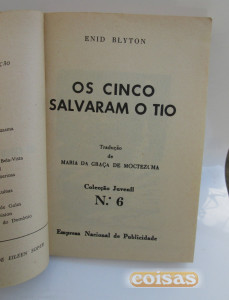 ENID BLYTON
OS CINCO
SALVARAM O TIO
Tradução
de
MARIA DA GRAÇA DE MOCTEZUMA
Colecção Juvenil
N.º 6
Empresa Nacional de Publicidade
coisas